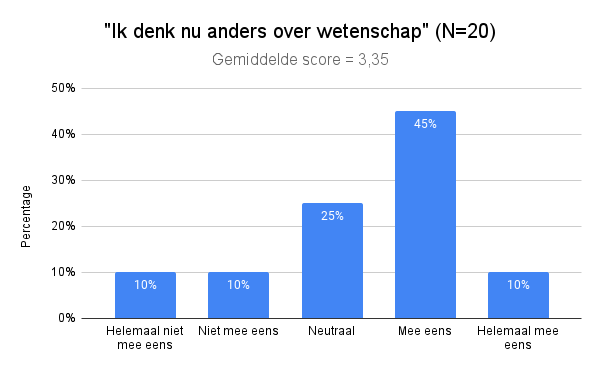 "Ik denk nu anders over wetenschap" (N=20)
Gemiddelde score = 3,35
Percentage
50%
40%
30%
20%
10%
0%
10%
10%
25%
45%
10%
Helemaal niet
mee eens
Niet mee eens
Neutraal
Mee eens
Helemaal mee
eens